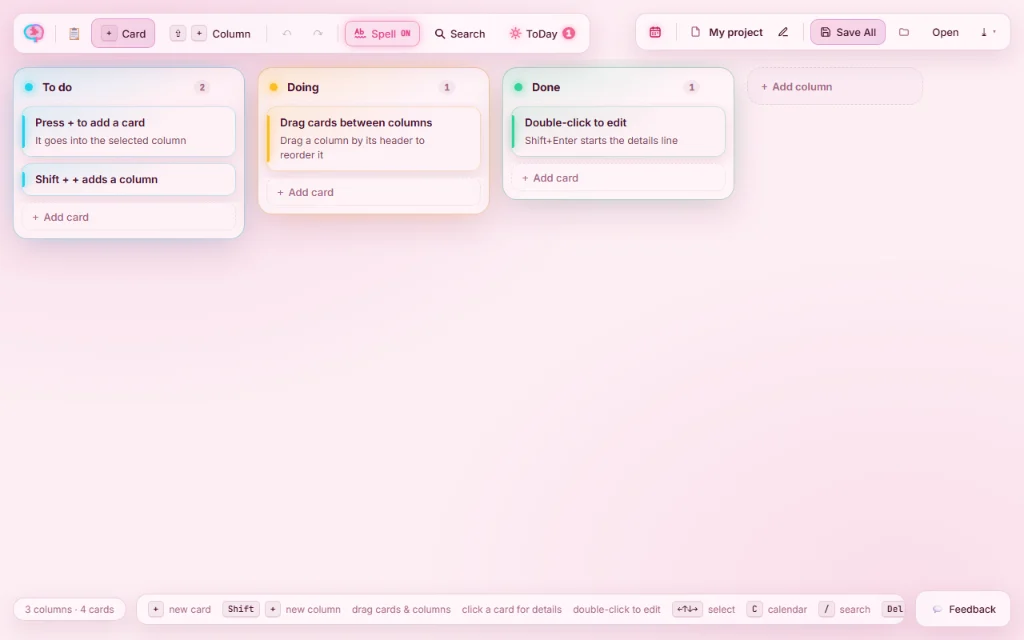 + Card
⇧ + Column
Ab Spell ON
Search
ToDay 1
My project
Save All
Open
To do 2
Press + to add a card
It goes into the selected column
Shift + + adds a column
+ Add card
Doing 1
Drag cards between columns
Drag a column by its header to
reorder it
+ Add card
Done 1
Double-click to edit
Shift+Enter starts the details line
+ Add card
+ Add column
3 columns · 4 cards
+ new card Shift + new column drag cards & columns click a card for details double-click to edit ←↑↓→ select C calendar / search Del
Feedback